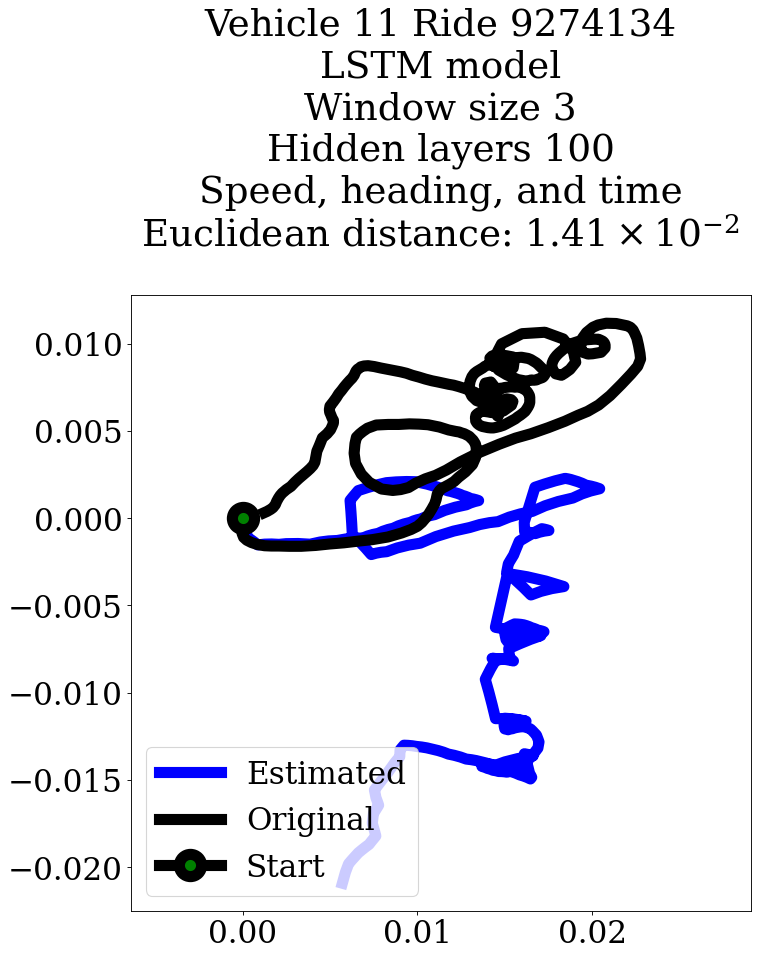 Vehicle 11 Ride 9274134
LSTM model
Window size 3
Hidden layers 100
Speed, heading, and time
Euclidean distance: 1.41 × 10⁻²
0.010
0.005
0.000
−0.005
−0.010
−0.015
−0.020
Estimated
Original
Start
0.00 0.01 0.02